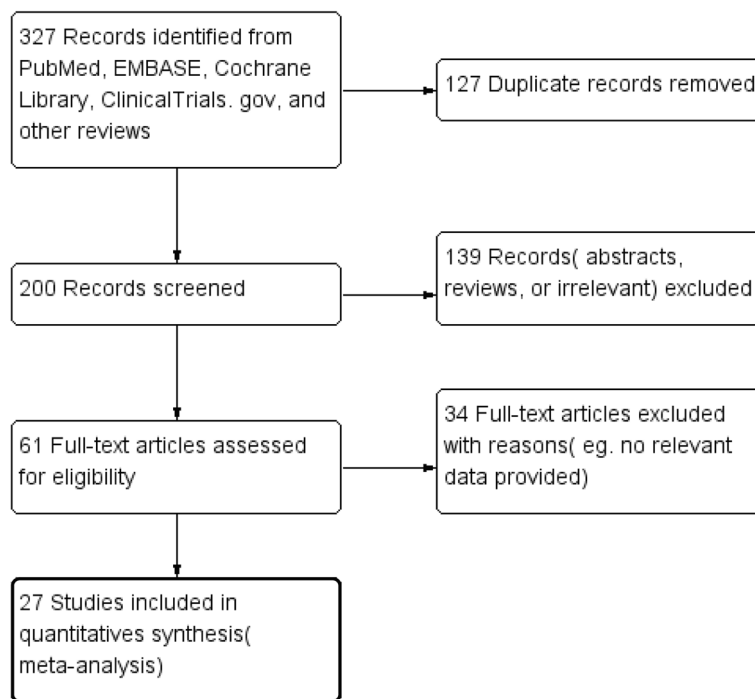 327 Records identified from
PubMed, EMBASE, Cochrane
Library, ClinicalTrials. gov, and
other reviews
127 Duplicate records removed
200 Records screened
139 Records( abstracts,
reviews, or irrelevant) excluded
61 Full-text articles assessed
for eligibility
34 Full-text articles excluded
with reasons( eg. no relevant
data provided)
27 Studies included in
quantitatives synthesis(
meta-analysis)